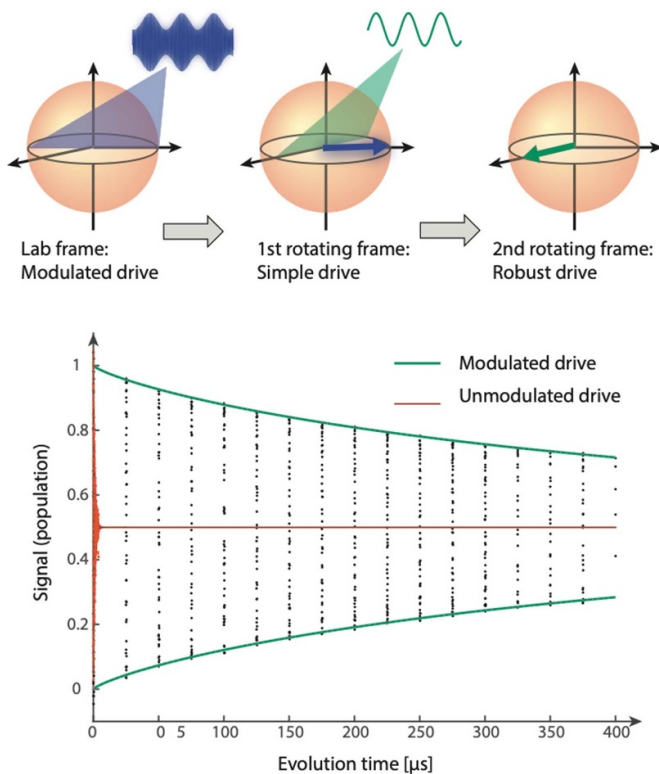 Lab frame:
Modulated drive
1st rotating frame:
Simple drive
2nd rotating frame:
Robust drive
Modulated drive
Unmodulated drive
Signal (population)
1
0.8
0.6
0.4
0.2
0
0 0 5 100 150 200 250 300 350 400
Evolution time [µs]